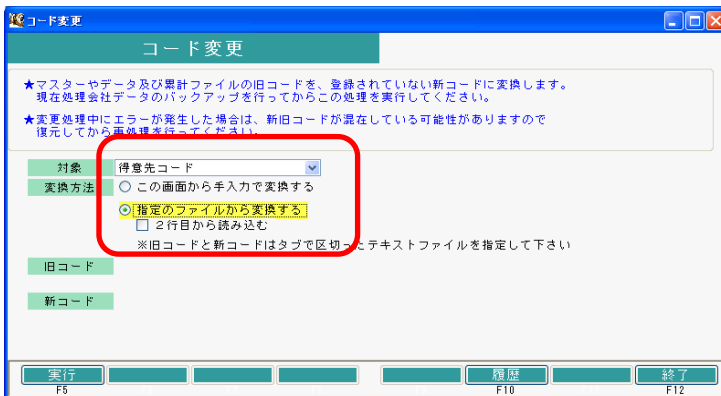 コード変更
コード変更
★マスターやデータ及び累計ファイルの旧コードを、登録されていない新コードに変換します。
現在処理会社データのバックアップを行ってからこの処理を実行してください。
★変更処理中にエラーが発生した場合は、新旧コードが混在している可能性がありますので
復元してから再処理を行ってください。
対象 得意先コード
変換方法 この画面から手入力で変換する
指定のファイルから変換する
2行目から読み込む
※旧コードと新コードはタブで区切ったテキストファイルを指定して下さい
旧コード
新コード
実行 履歴 終了
F5 F10 F12